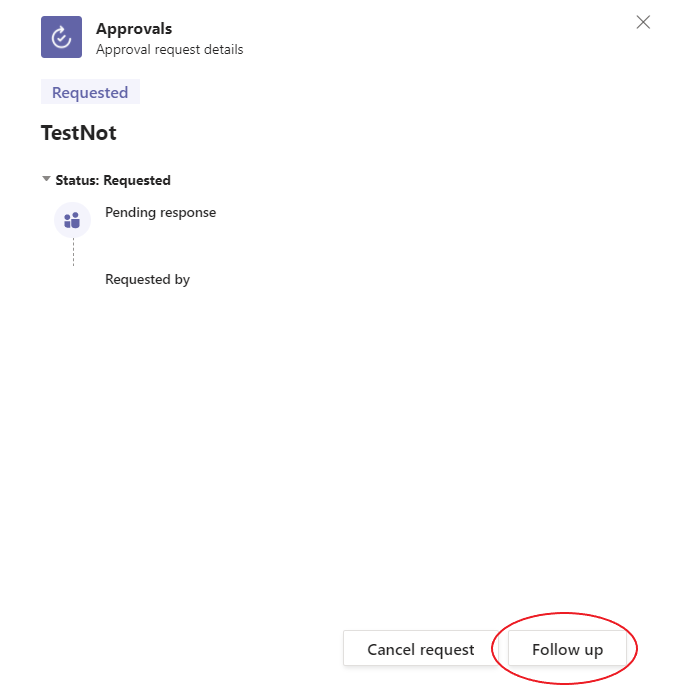 Approvals
Approval request details
Requested
TestNot
Status: Requested
Pending response
Requested by
Cancel request
Follow up